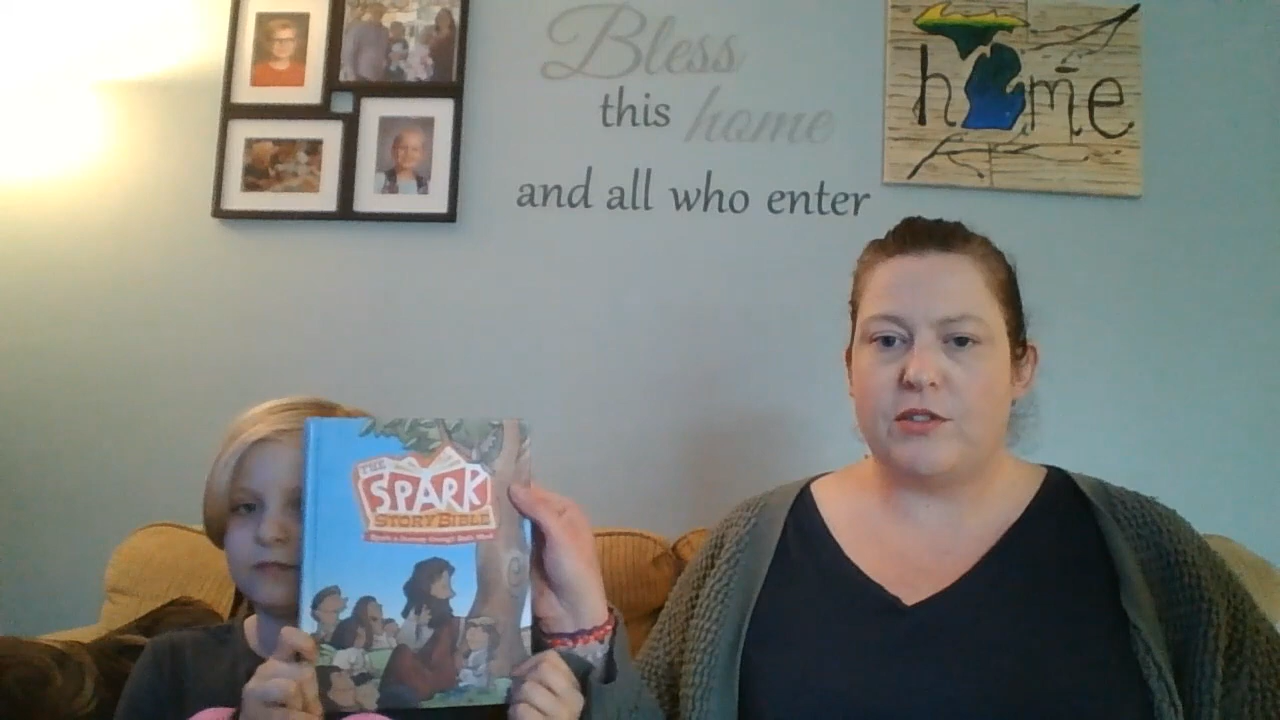 Bless
this home
and all who enter
home
THE
SPARK
STORY BIBLE